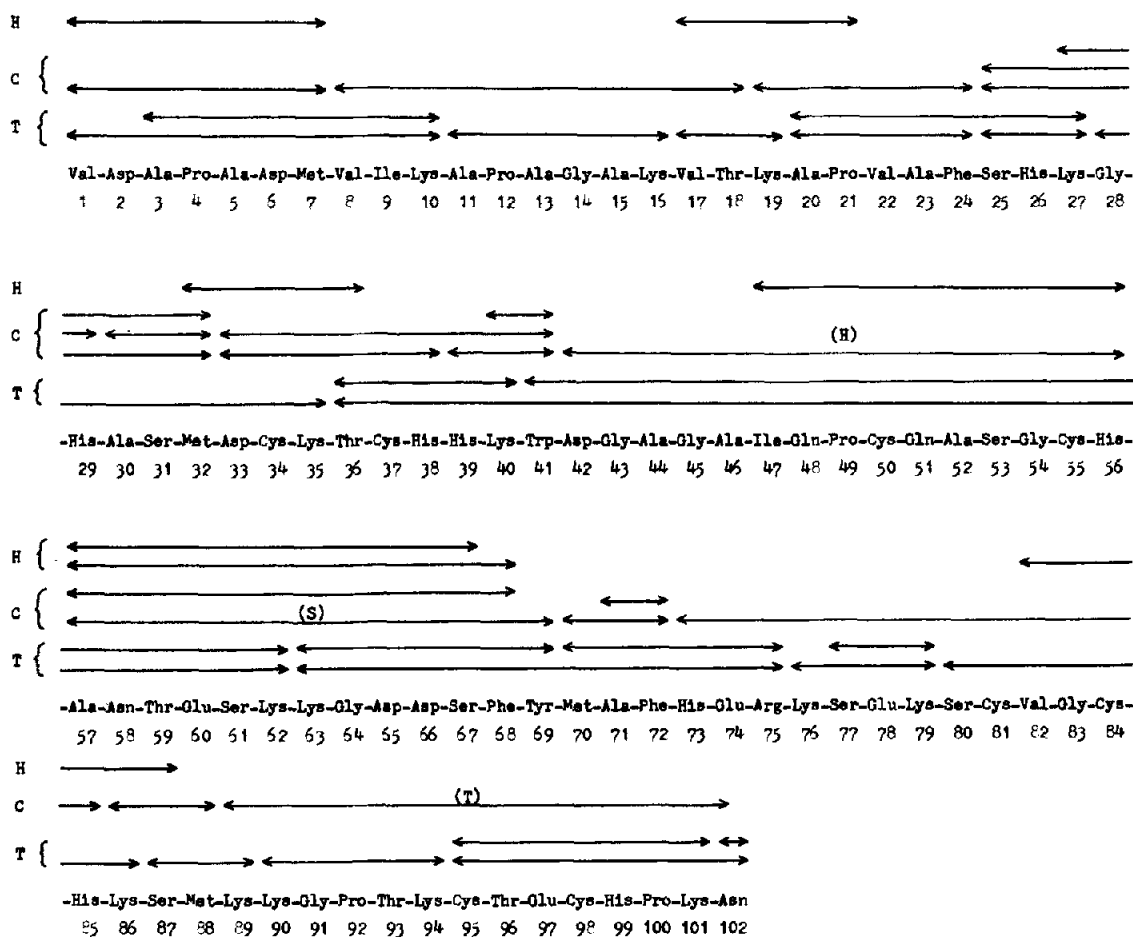 H
C {
T {
Val-Asp-Ala-Pro-Ala-Asp-Met-Val-Ile-Lys-Ala-Pro-Ala-Gly-Ala-Lys-Val-Thr-Lys-Ala-Pro-Val-Ala-Phe-Ser-His-Lys-Gly-
1 2 3 4 5 6 7 8 9 10 11 12 13 14 15 16 17 18 19 20 21 22 23 24 25 26 27 28
H
C { (H)
T {
-His-Ala-Ser-Met-Asp-Cys-Lys-Thr-Cys-His-His-Lys-Trp-Asp-Gly-Ala-Gly-Ala-Ile-Gln-Pro-Cys-Gln-Ala-Ser-Gly-Cys-His-
29 30 31 32 33 34 35 36 37 38 39 40 41 42 43 44 45 46 47 48 49 50 51 52 53 54 55 56
H {
C { (S)
T {
-Ala-Asn-Thr-Glu-Ser-Lys-Lys-Gly-Asp-Asp-Ser-Phe-Tyr-Met-Ala-Phe-His-Glu-Arg-Lys-Ser-Glu-Lys-Ser-Cys-Val-Gly-Cys-
57 58 59 60 61 62 63 64 65 66 67 68 69 70 71 72 73 74 75 76 77 78 79 80 81 82 83 84
H
C (T)
T {
-His-Lys-Ser-Met-Lys-Lys-Gly-Pro-Thr-Lys-Cys-Thr-Glu-Cys-His-Pro-Lys-Asn
85 86 87 88 89 90 91 92 93 94 95 96 97 98 99 100 101 102